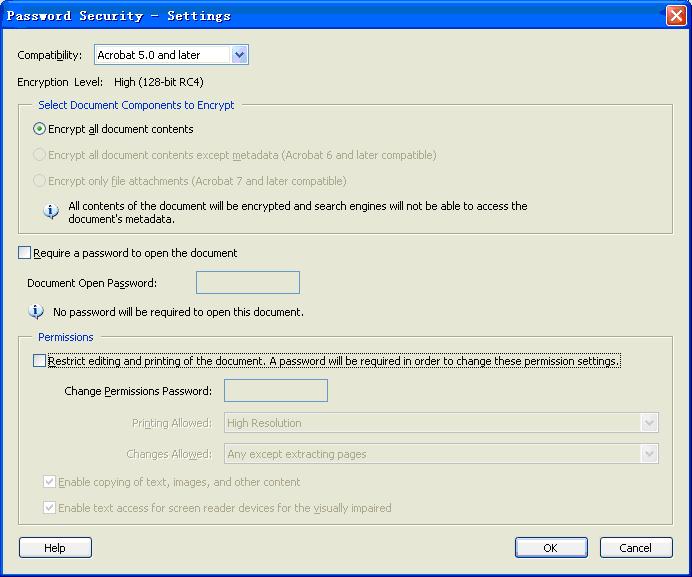 Password Security - Settings
Compatibility: Acrobat 5.0 and later
Encryption Level: High (128-bit RC4)
Select Document Components to Encrypt
Encrypt all document contents
Encrypt all document contents except metadata (Acrobat 6 and later compatible)
Encrypt only file attachments (Acrobat 7 and later compatible)
All contents of the document will be encrypted and search engines will not be able to access the
document's metadata.
Require a password to open the document
Document Open Password:
No password will be required to open this document.
Permissions
Restrict editing and printing of the document. A password will be required in order to change these permission settings.
Change Permissions Password:
Printing Allowed: High Resolution
Changes Allowed: Any except extracting pages
Enable copying of text, images, and other content
Enable text access for screen reader devices for the visually impaired
Help OK Cancel